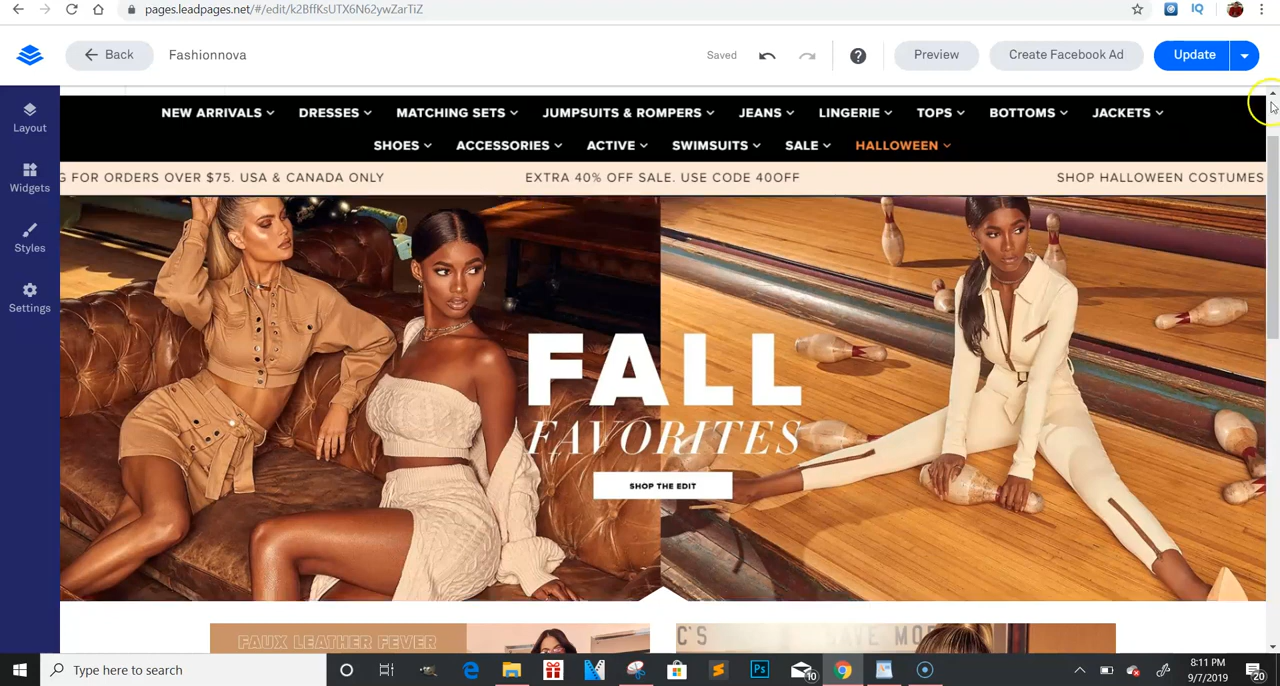 pages.leadpages.net/#/edit/k2BffKsUTX6N62ywZarTiZ
Back
Fashionnova
Saved
Preview
Create Facebook Ad
Update
Layout
Widgets
Styles
Settings
NEW ARRIVALS DRESSES MATCHING SETS JUMPSUITS & ROMPERS JEANS LINGERIE TOPS BOTTOMS JACKETS
SHOES ACCESSORIES ACTIVE SWIMSUITS SALE HALLOWEEN
G FOR ORDERS OVER $75. USA & CANADA ONLY EXTRA 40% OFF SALE. USE CODE 40OFF SHOP HALLOWEEN COSTUMES
FALL
FAVORITES
SHOP THE EDIT
FAUX LEATHER FEVER
C'S
Type here to search
10
8:11 PM
9/7/2019
20